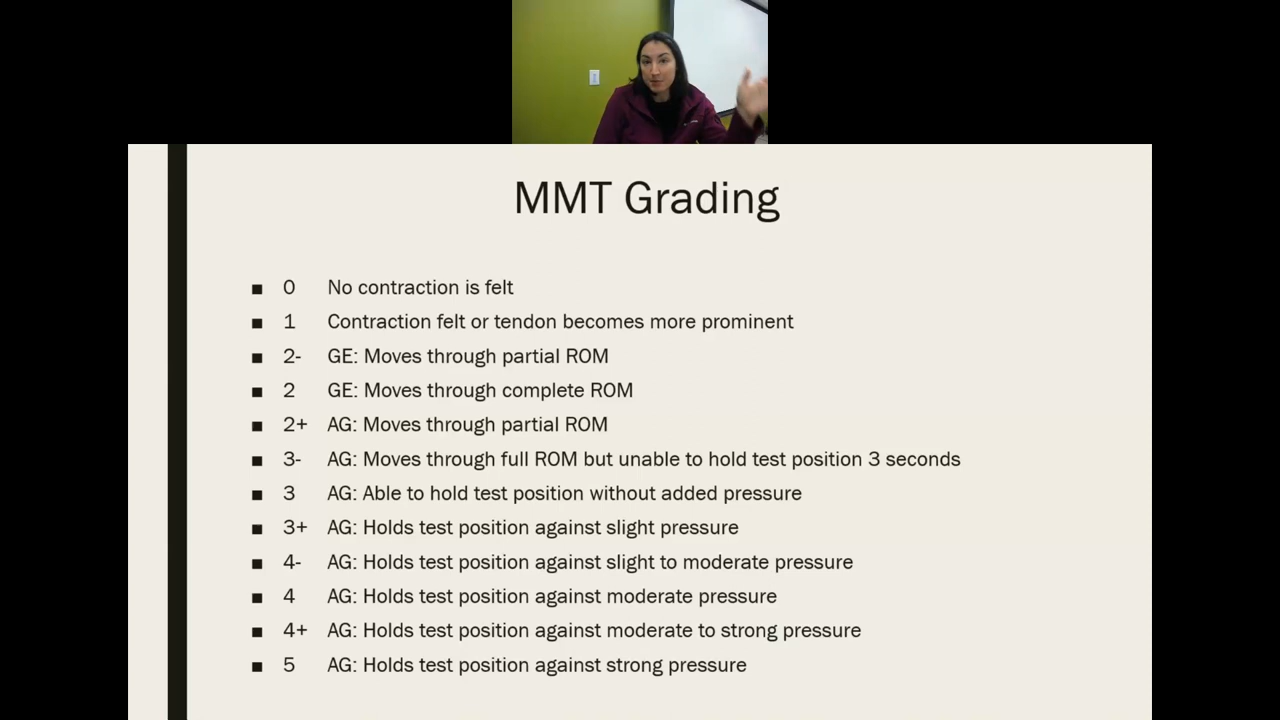 MMT Grading
■ 0 No contraction is felt
■ 1 Contraction felt or tendon becomes more prominent
■ 2- GE: Moves through partial ROM
■ 2 GE: Moves through complete ROM
■ 2+ AG: Moves through partial ROM
■ 3- AG: Moves through full ROM but unable to hold test position 3 seconds
■ 3 AG: Able to hold test position without added pressure
■ 3+ AG: Holds test position against slight pressure
■ 4- AG: Holds test position against slight to moderate pressure
■ 4 AG: Holds test position against moderate pressure
■ 4+ AG: Holds test position against moderate to strong pressure
■ 5 AG: Holds test position against strong pressure